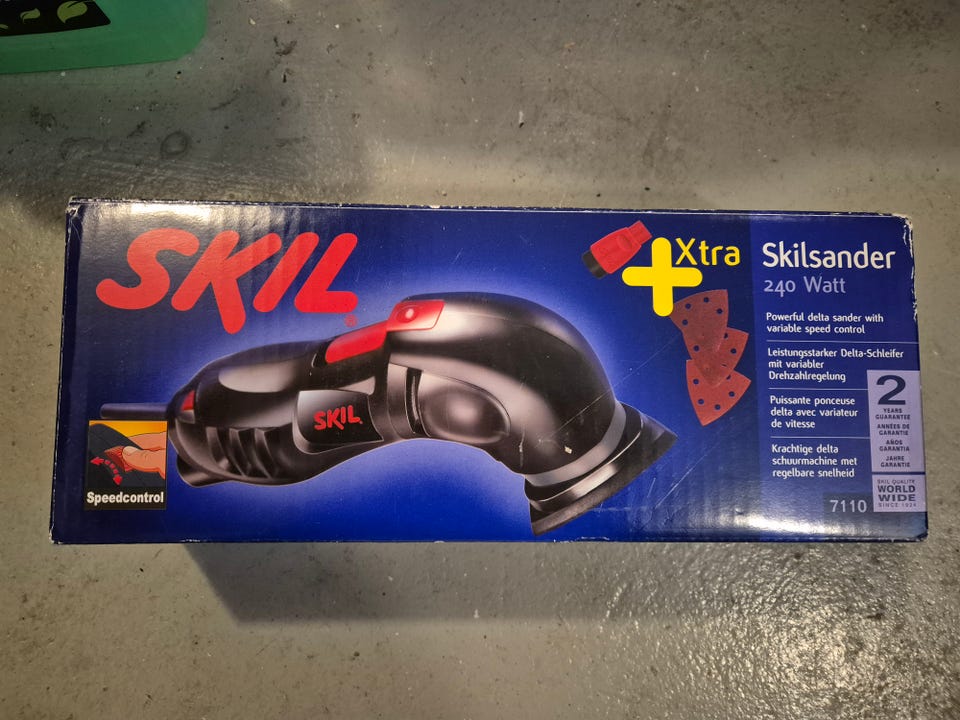 SKIL
®
Xtra
Skilsander
240 Watt
Powerful delta sander with
variable speed control
Leistungsstarker Delta-Schleifer
mit variabler
Drehzahlregelung
Puissante ponceuse
delta avec variateur
de vitesse
Krachtige delta
schuurmachine met
regelbare snelheid
2
YEARS
GUARANTEE
ANNÉES DE
GARANTIE
AÑOS
GARANTIA
JAHRE
GARANTIE
SKIL QUALITY
WORLD
WIDE
SINCE 1924
7110
SKIL
Speedcontrol